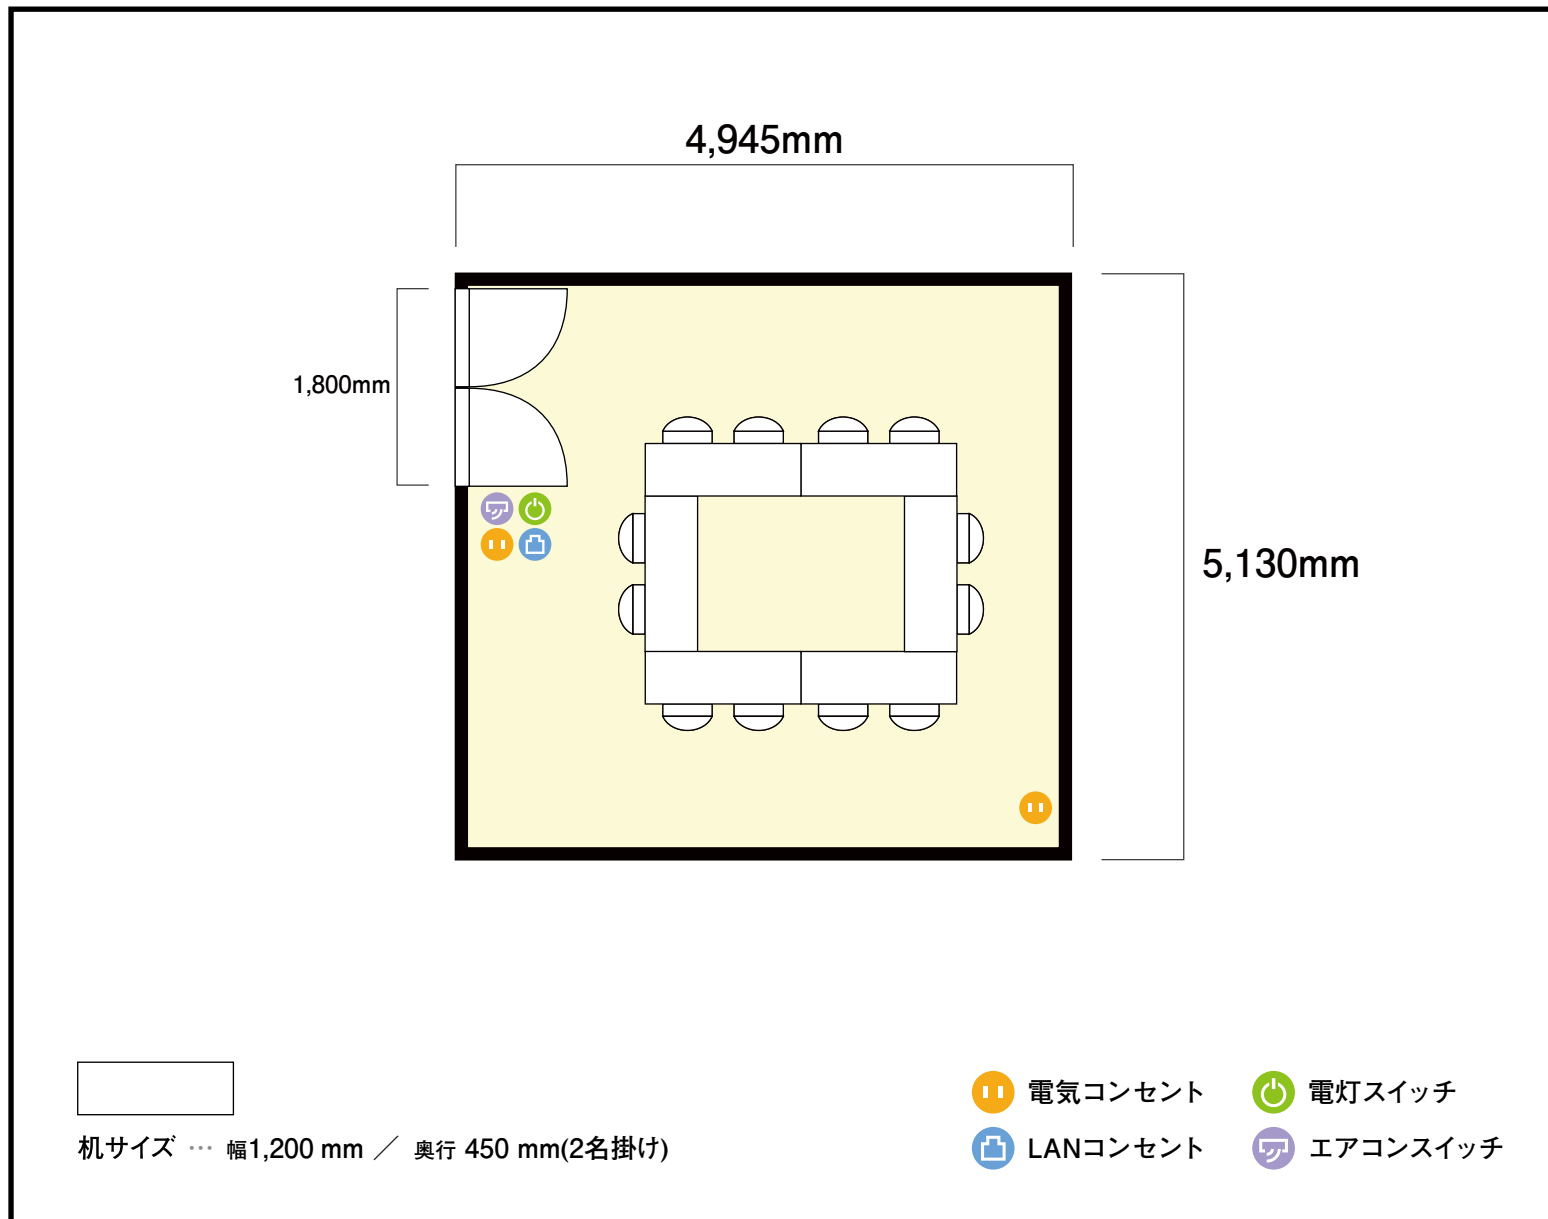 4,945mm
1,800mm
5,130mm
電気コンセント
電灯スイッチ
LANコンセント
エアコンスイッチ
机サイズ … 幅1,200 mm ／ 奥行 450 mm(2名掛け)